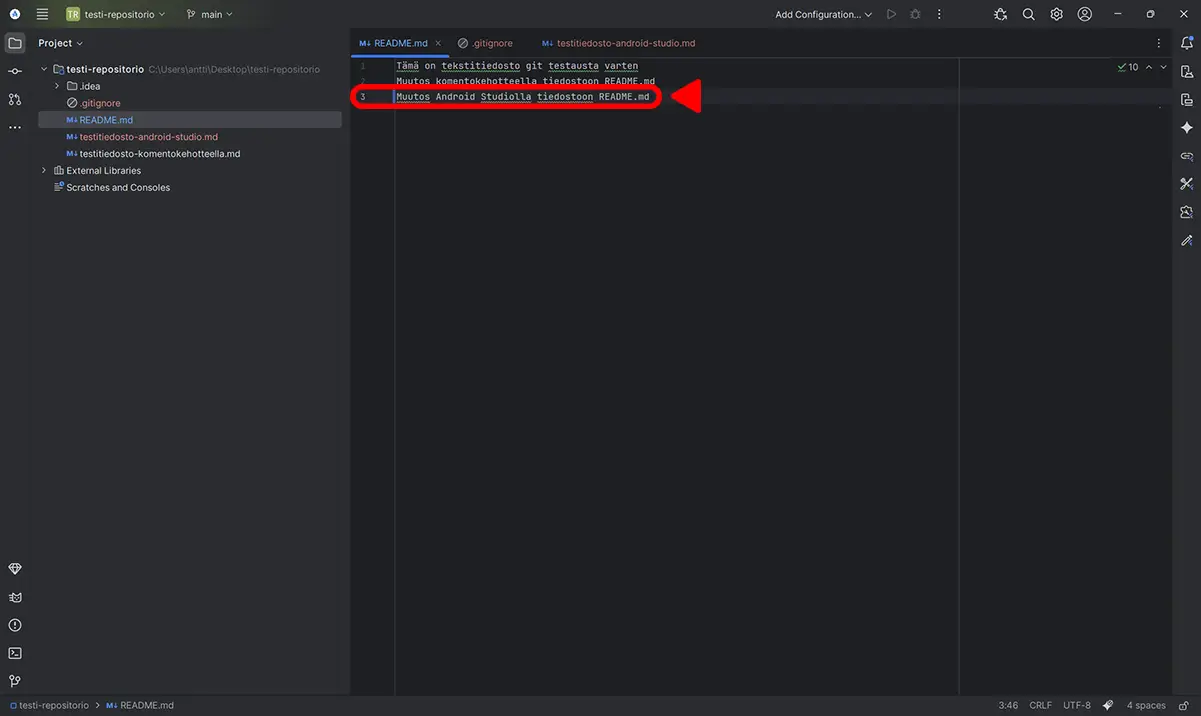 TR testi-repositorio main Add Configuration...
Project
README.md .gitignore testitiedosto-android-studio.md
testi-repositorio C:\Users\antti\Desktop\testi-repositorio
.idea
.gitignore
README.md
testitiedosto-android-studio.md
testitiedosto-komentokehotteella.md
External Libraries
Scratches and Consoles
1 Tämä on tekstitiedosto git testausta varten
2 Muutos komentokehotteella tiedostoon README.md
3 Muutos Android Studiolla tiedostoon README.md
10
testi-repositorio README.md 3:46 CRLF UTF-8 4 spaces